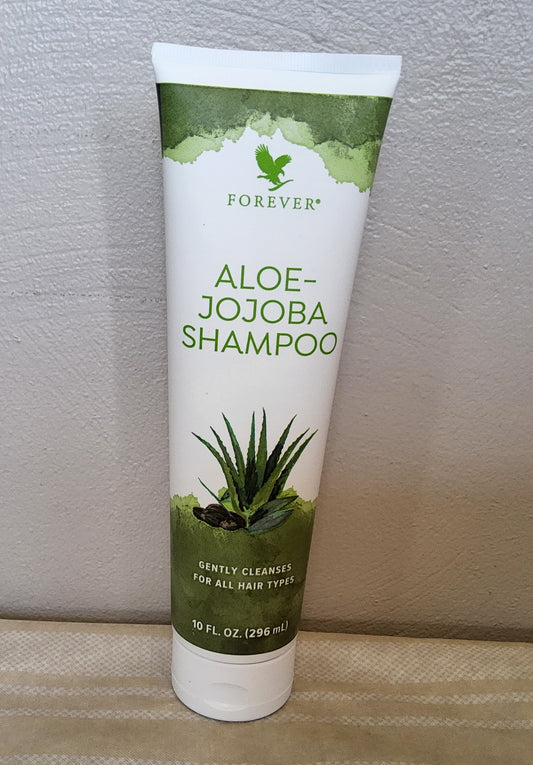 FOREVER®
ALOE-
JOJOBA
SHAMPOO
GENTLY CLEANSES
FOR ALL HAIR TYPES
10 FL. OZ. (296 mL)